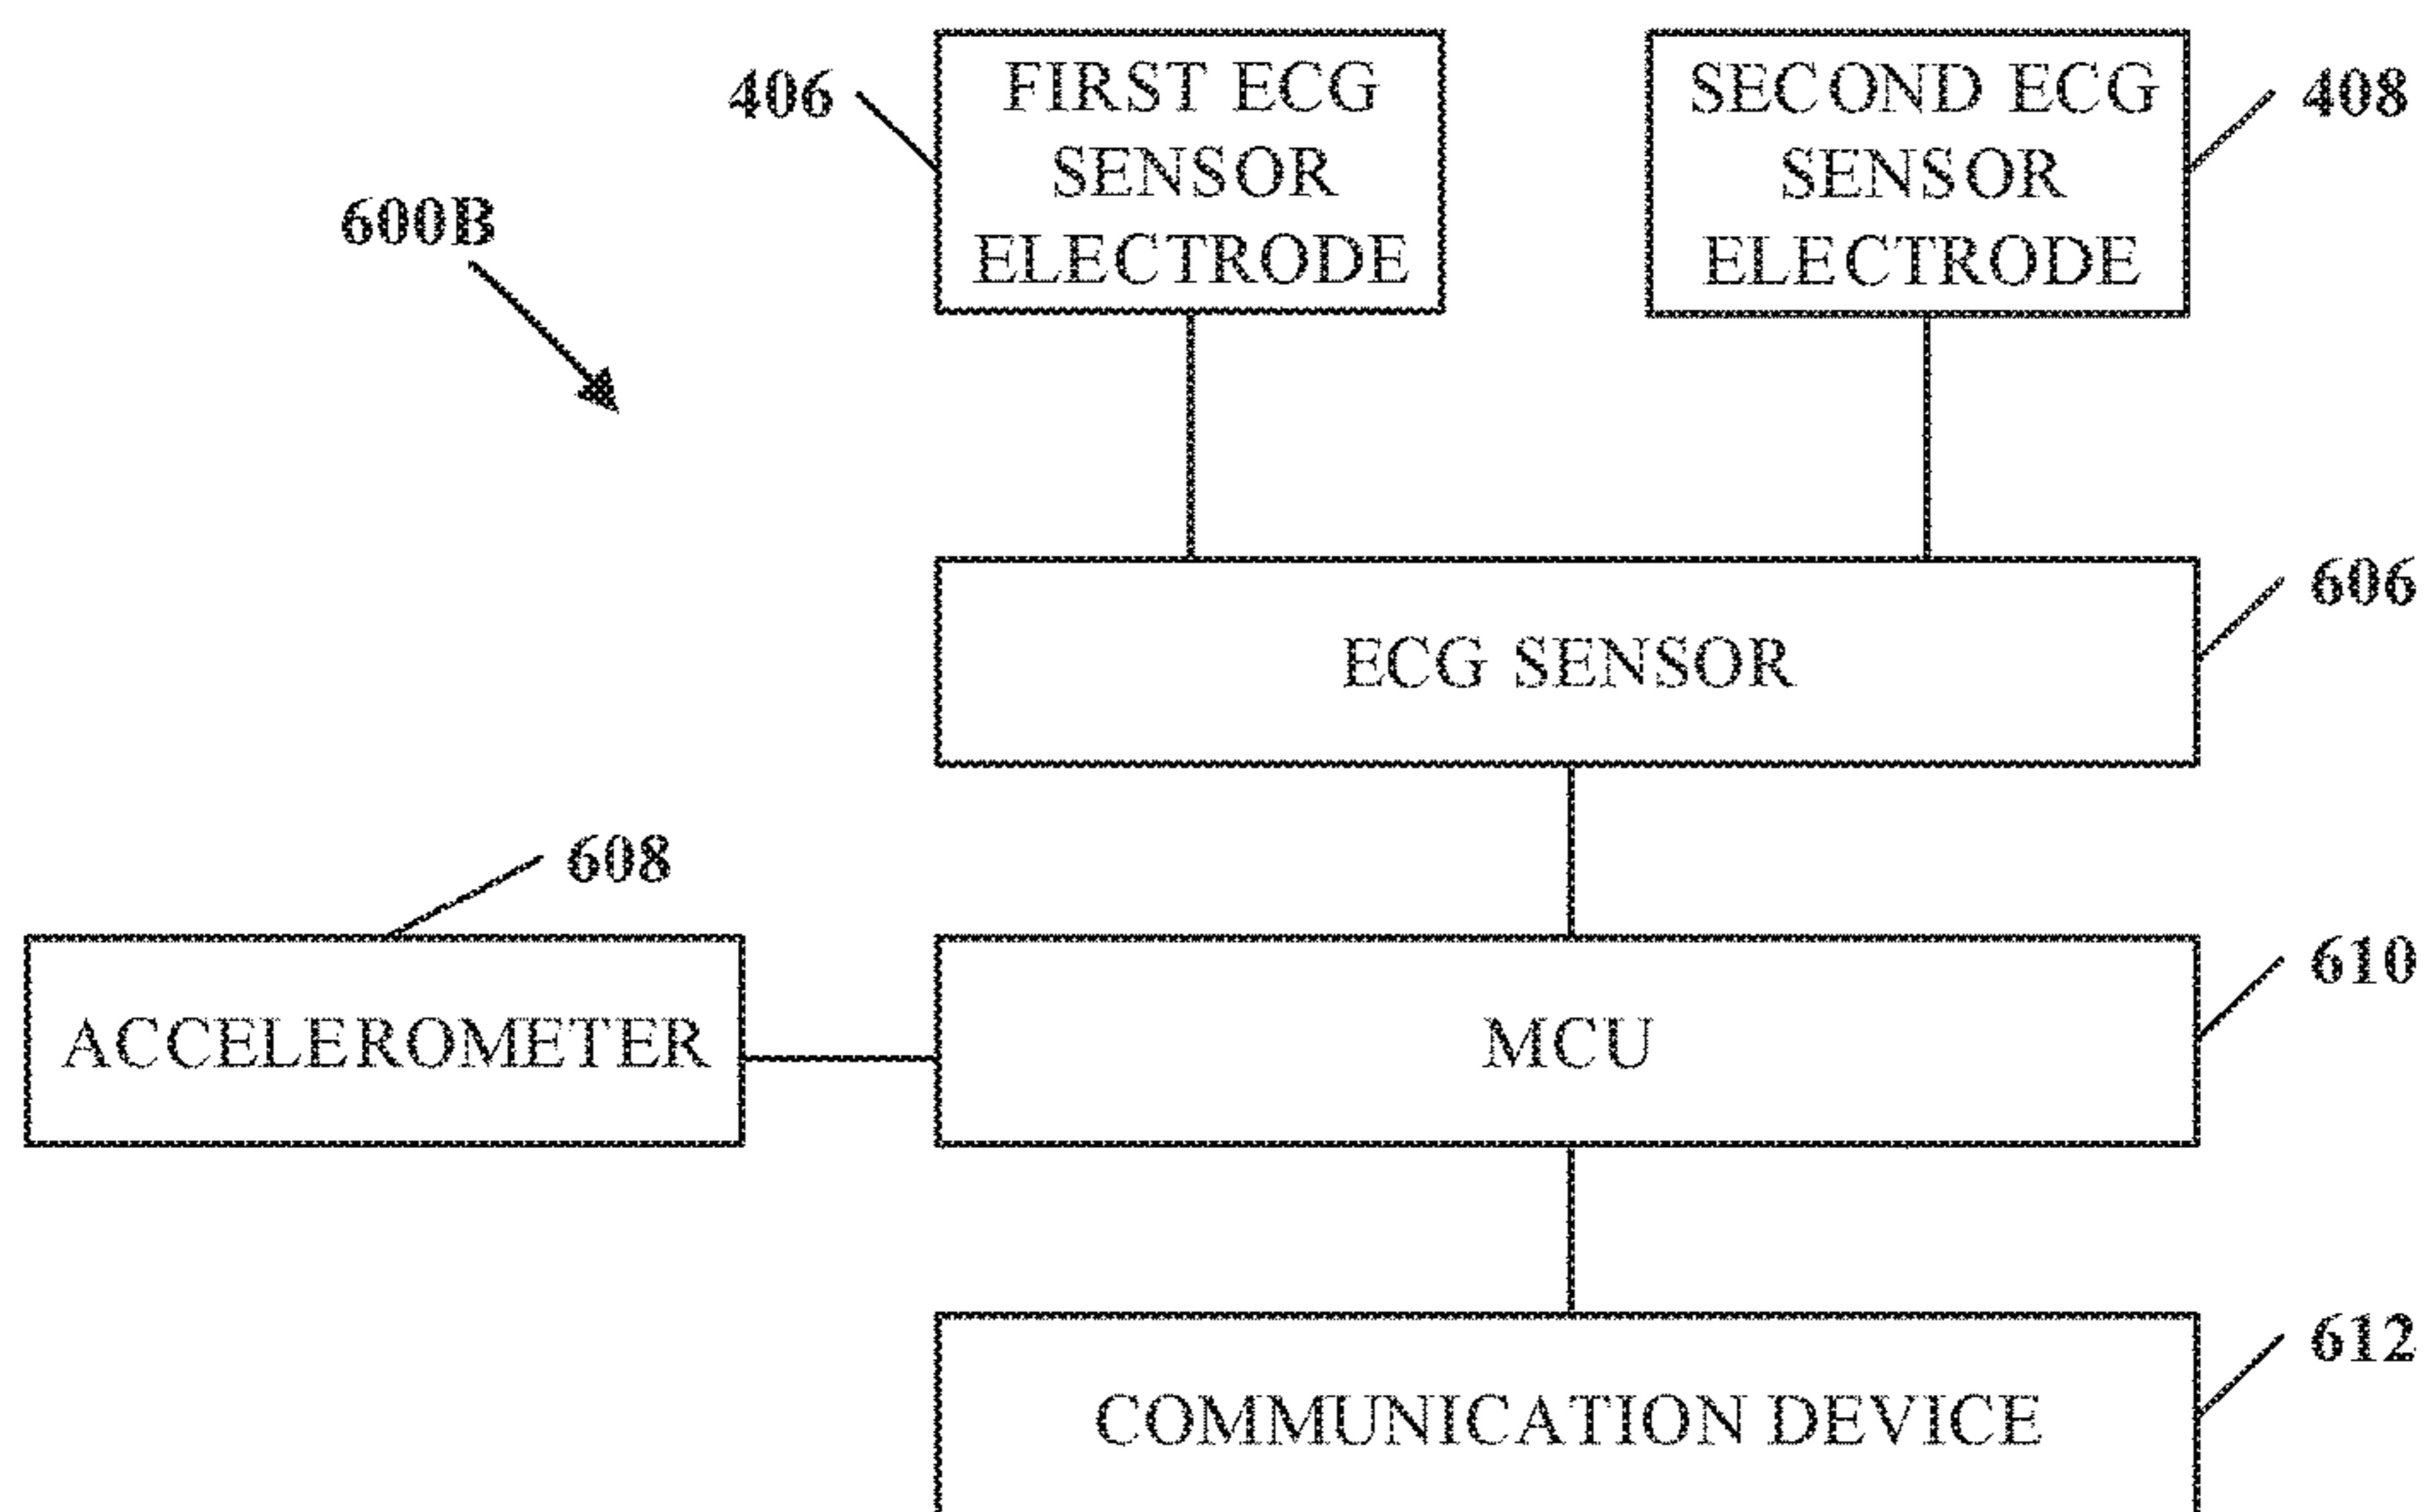 406
FIRST ECG
SENSOR
ELECTRODE
SECOND ECG
SENSOR
ELECTRODE
408
600B
606
ECG SENSOR
608
ACCELEROMETER
MCU
610
612
COMMUNICATION DEVICE